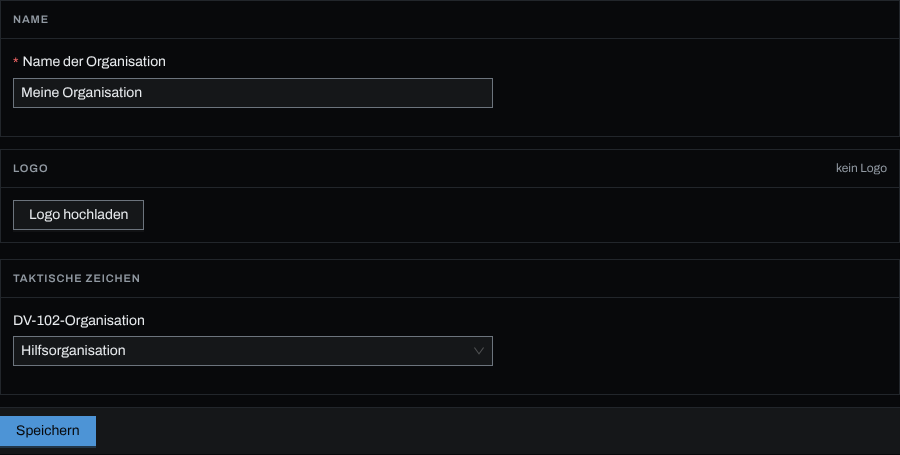 NAME
* Name der Organisation
Meine Organisation
LOGO
kein Logo
Logo hochladen
TAKTISCHE ZEICHEN
DV-102-Organisation
Hilfsorganisation
Speichern